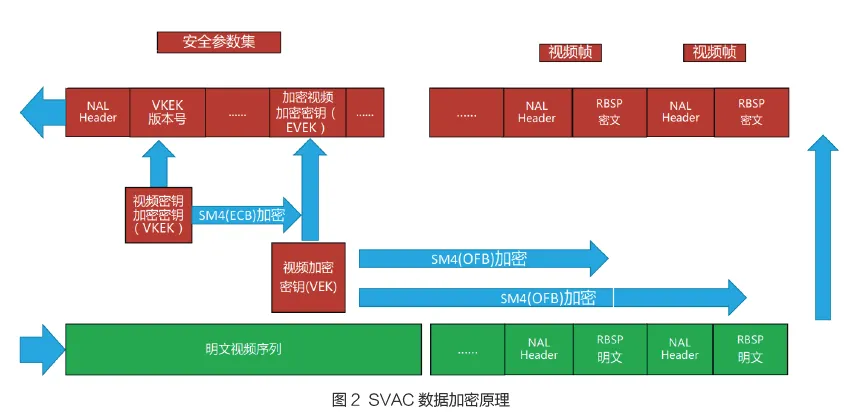 安全参数集
视频帧
视频帧
NAL
Header
VKEK
版本号
......
加密视频
加密密钥（
EVEK）
......
......
NAL
Header
RBSP
密文
NAL
Header
RBSP
密文
视频密钥
加密密钥
（VKEK）
SM4(ECB)加密
视频加密
密钥(VEK)
SM4(OFB)加密
SM4(OFB)加密
明文视频序列
......
NAL
Header
RBSP
明文
NAL
Header
RBSP
明文
图 2 SVAC 数据加密原理